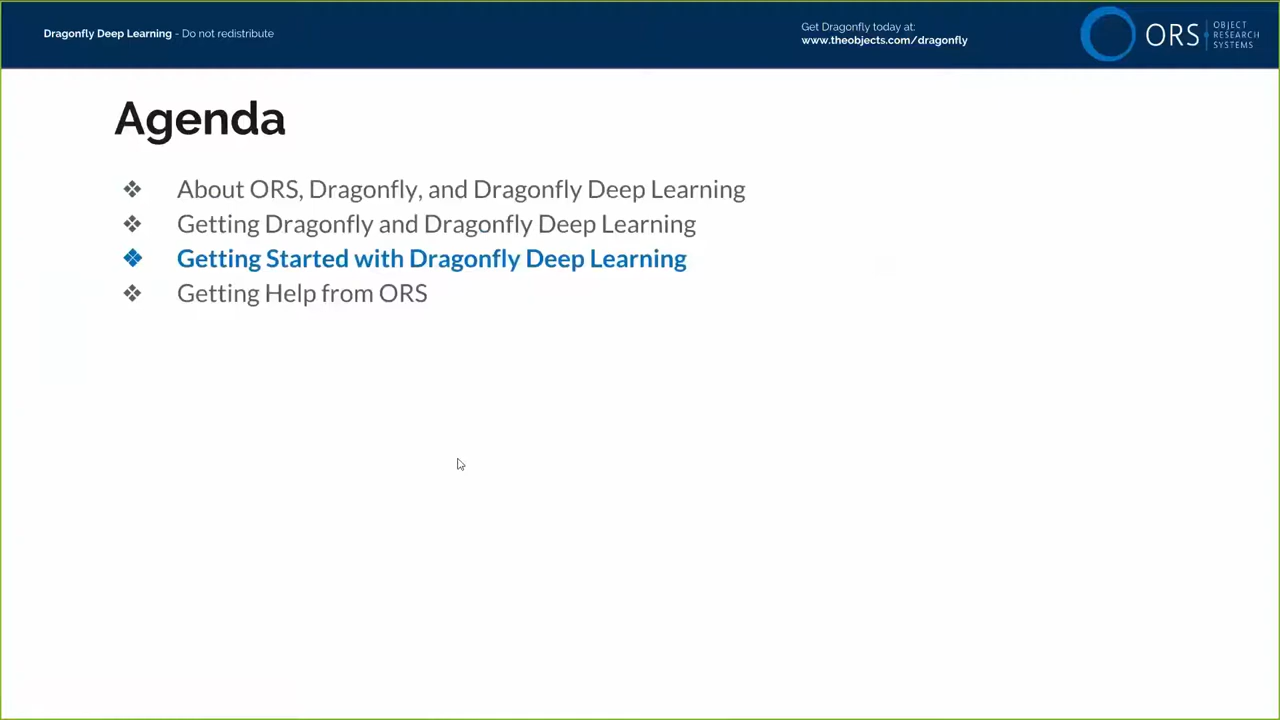 Dragonfly Deep Learning - Do not redistribute
Get Dragonfly today at:
www.theobjects.com/dragonfly
ORS
OBJECT
RESEARCH
SYSTEMS
Agenda
❖ About ORS, Dragonfly, and Dragonfly Deep Learning
❖ Getting Dragonfly and Dragonfly Deep Learning
❖ Getting Started with Dragonfly Deep Learning
❖ Getting Help from ORS